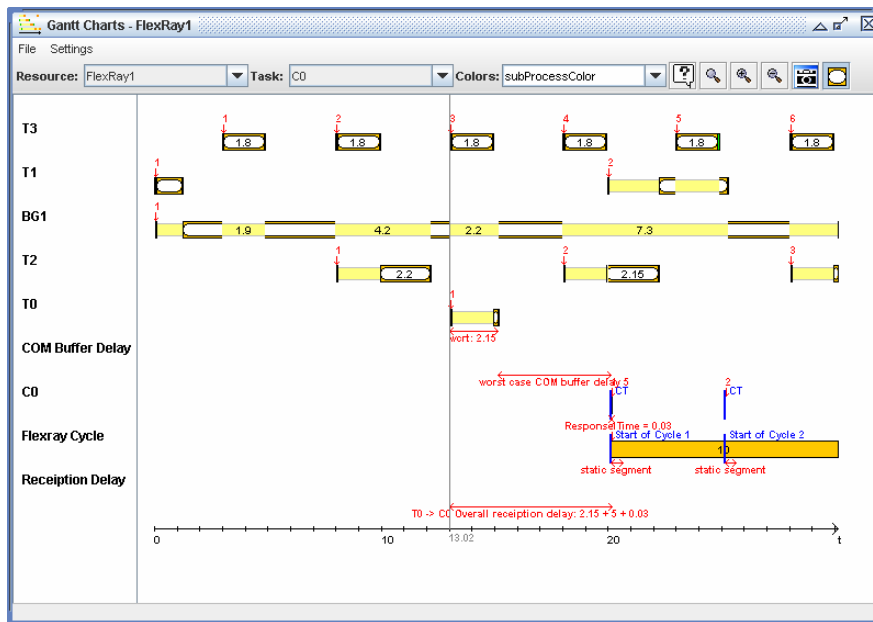 Gantt Charts - FlexRay1
File Settings
Resource: FlexRay1 Task: C0 Colors: subProcessColor
T3
1 2 3 4 5 6
1.8 1.8 1.8 1.8 1.8 1.8
T1
1 2
BG1
1
1.9 4.2 2.2 7.3
T2
1 2 3
2.2 2.15
T0
1
wcrt: 2.15
COM Buffer Delay
worst case COM buffer delay 5
C0
2
CT CT
Response Time = 0.03
Flexray Cycle
Start of Cycle 1 Start of Cycle 2
10
static segment static segment
Receiption Delay
T0 -> C0 Overall receiption delay: 2.15 + 5 + 0.03
0 10 13.02 20 t